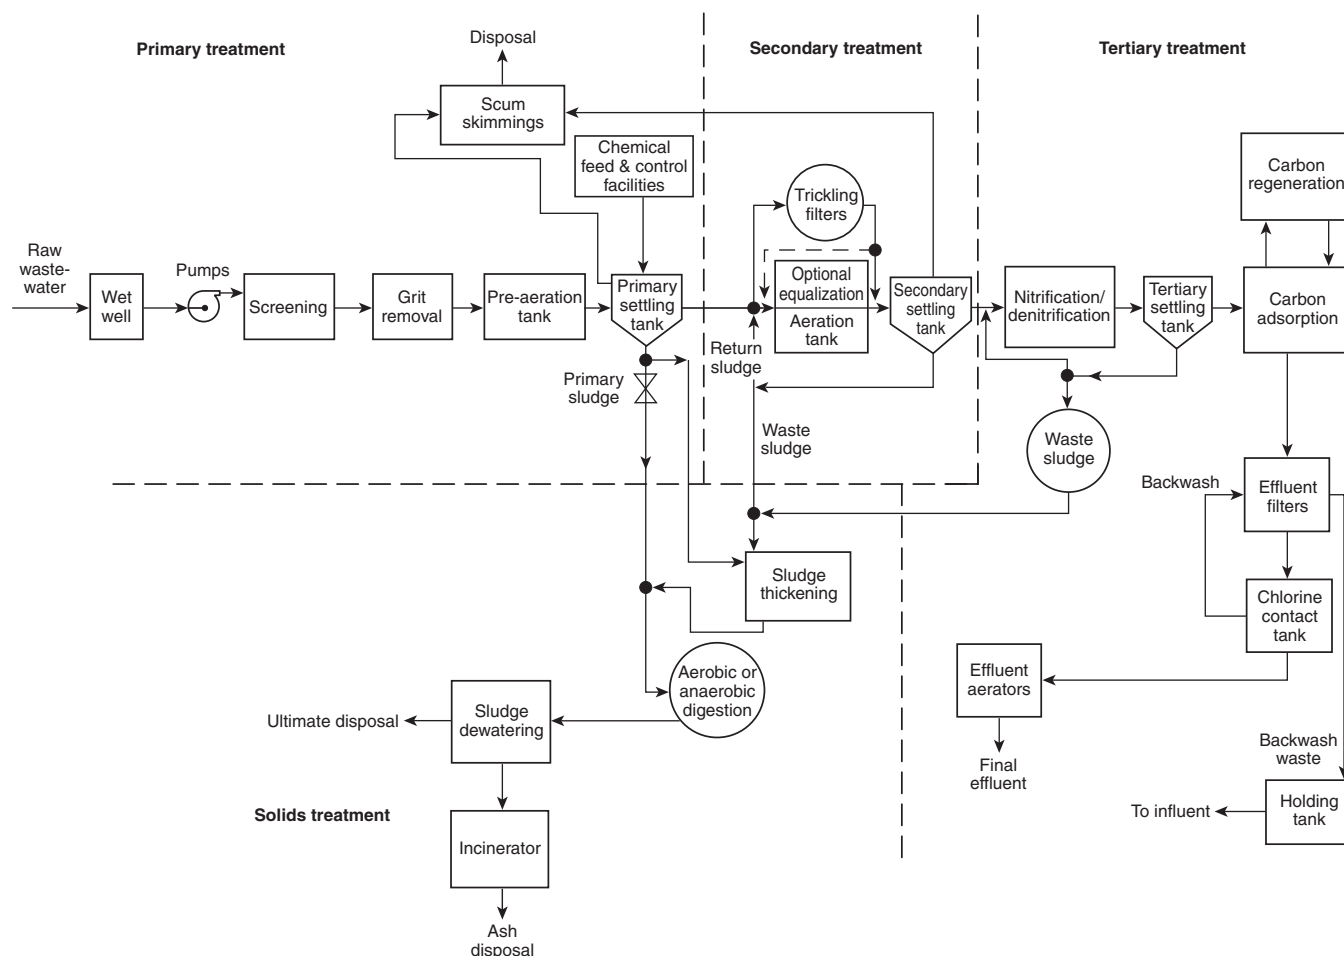 Primary treatment
Disposal
Secondary treatment
Tertiary treatment
Scum
skimmings
Chemical
feed & control
facilities
Carbon
regeneration
Trickling
filters
Raw
waste-
water
Pumps
Wet
well
Screening
Grit
removal
Pre-aeration
tank
Primary
settling
tank
Optional
equalization
Aeration
tank
Secondary
settling
tank
Nitrification/
denitrification
Tertiary
settling
tank
Carbon
adsorption
Return
sludge
Primary
sludge
Waste
sludge
Waste
sludge
Backwash
Effluent
filters
Sludge
thickening
Chlorine
contact
tank
Aerobic or
anaerobic
digestion
Effluent
aerators
Ultimate disposal
Sludge
dewatering
Final
effluent
Backwash
waste
Solids treatment
To influent
Holding
tank
Incinerator
Ash
disposal